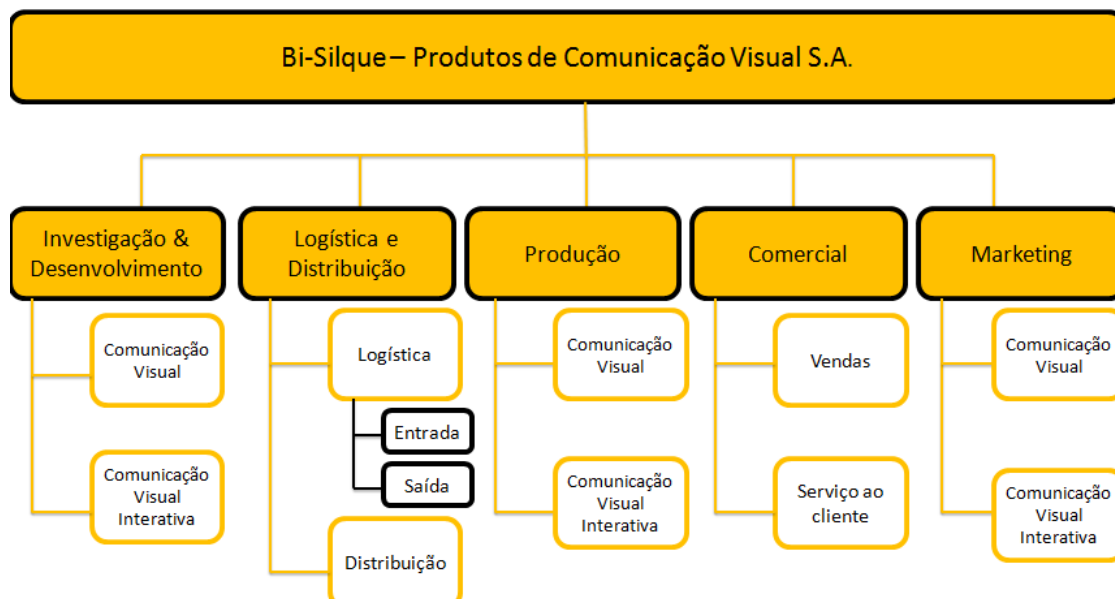 Bi-Silque – Produtos de Comunicação Visual S.A.
Investigação &
Desenvolvimento
Comunicação
Visual
Comunicação
Visual
Interativa
Logística e
Distribuição
Logística
Entrada
Saída
Distribuição
Produção
Comunicação
Visual
Comunicação
Visual
Interativa
Comercial
Vendas
Serviço ao
cliente
Marketing
Comunicação
Visual
Comunicação
Visual
Interativa